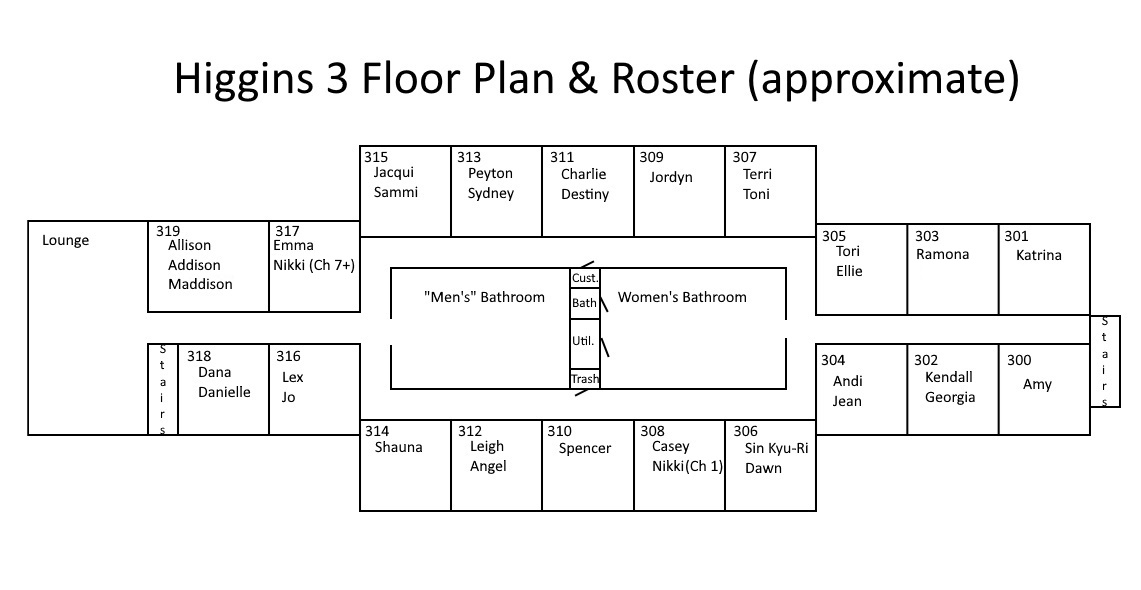 Higgins 3 Floor Plan & Roster (approximate)
315
Jacqui
Sammi
313
Peyton
Sydney
311
Charlie
Destiny
309
Jordyn
307
Terri
Toni
Lounge
319
Allison
Addison
Maddison
317
Emma
Nikki (Ch 7+)
305
Tori
Ellie
303
Ramona
301
Katrina
"Men's" Bathroom
Cust.
Bath
Util.
Trash
Women's Bathroom
Stairs
318
Dana
Danielle
316
Lex
Jo
304
Andi
Jean
302
Kendall
Georgia
300
Amy
Stairs
314
Shauna
312
Leigh
Angel
310
Spencer
308
Casey
Nikki(Ch 1)
306
Sin Kyu-Ri
Dawn